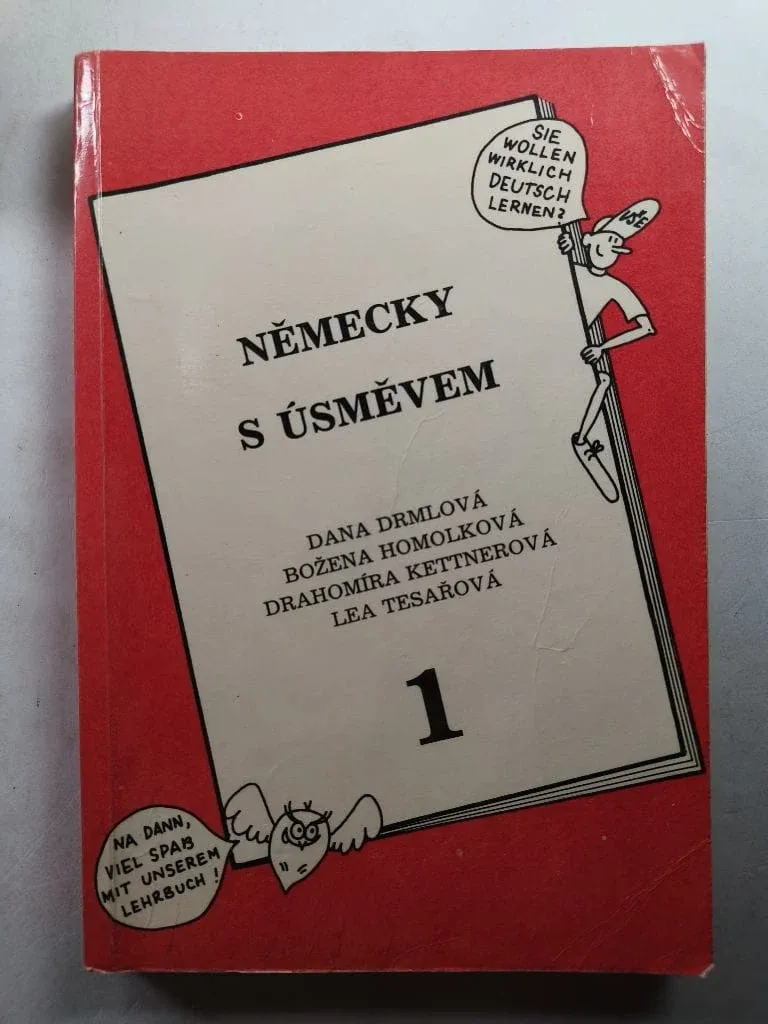 SIE
WOLLEN
WIRKLICH
DEUTSCH
LERNEN?
VŠE
NĚMECKY
S ÚSMĚVEM
DANA DRMLOVÁ
BOŽENA HOMOLKOVÁ
DRAHOMÍRA KETTNEROVÁ
LEA TESAŘOVÁ
1
NA DANN,
VIEL SPAẞ
MIT UNSEREM
LEHRBUCH!